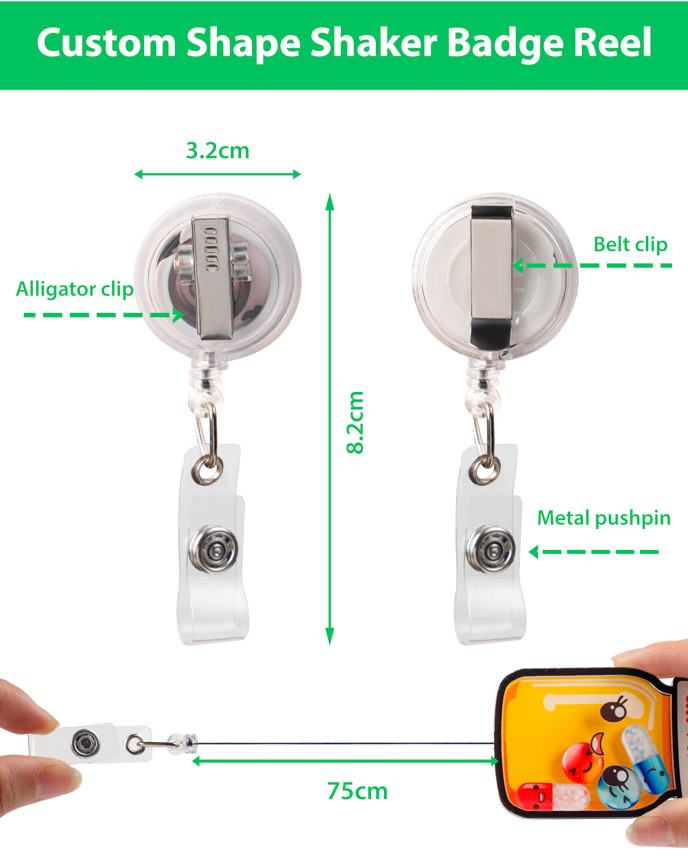 Custom Shape Shaker Badge Reel
3.2cm
Belt clip
Alligator clip
8.2cm
Metal pushpin
75cm